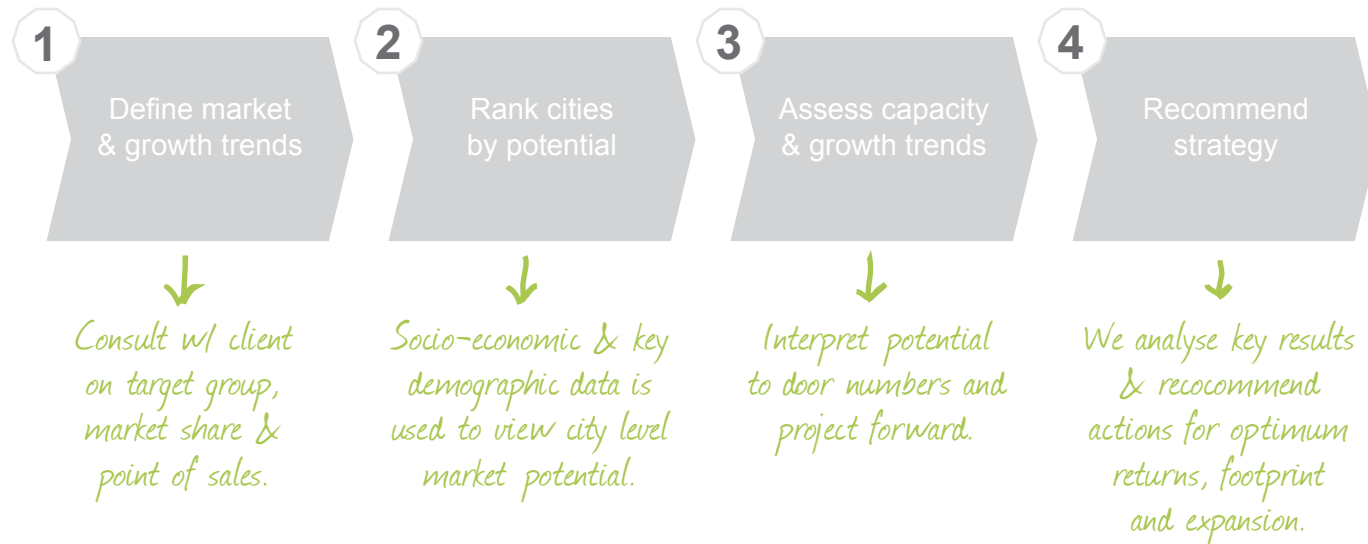 1
Define market
& growth trends
Consult w/ client
on target group,
market share &
point of sales.
2
Rank cities
by potential
Socio-economic & key
demographic data is
used to view city level
market potential.
3
Assess capacity
& growth trends
Interpret potential
to door numbers and
project forward.
4
Recommend
strategy
We analyse key results
& recocommend
actions for optimum
returns, footprint
and expansion.